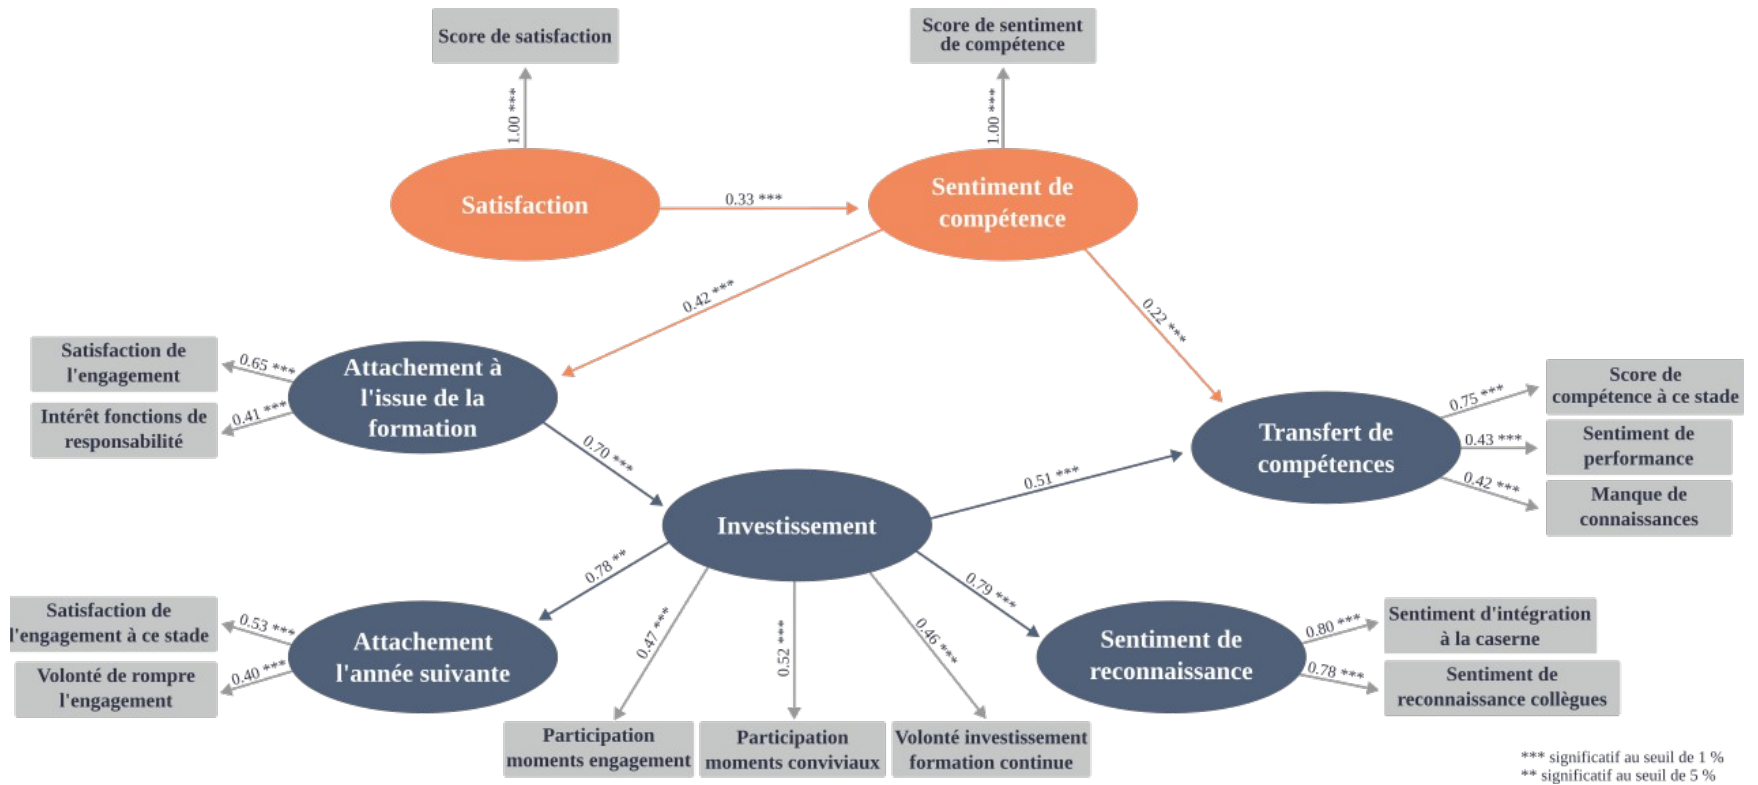 Score de satisfaction
Score de sentiment
de compétence
1.00 ***
1.00 ***
Satisfaction
0.33 ***
Sentiment de
compétence
0.42 ***
0.22 ***
Satisfaction de
l'engagement
0.65 ***
Intérêt fonctions de
responsabilité
0.41 ***
Attachement à
l'issue de la
formation
0.70 ***
Transfert de
compétences
0.75 ***
Score de
compétence à ce stade
0.43 ***
Sentiment de
performance
0.42 ***
Manque de
connaissances
Investissement
0.51 ***
0.78 **
0.79 ***
Satisfaction de
l'engagement à ce stade
0.53 ***
Volonté de rompre
l'engagement
0.40 ***
Attachement
l'année suivante
0.47 ***
0.52 ***
0.46 ***
Sentiment de
reconnaissance
0.80 ***
Sentiment d'intégration
à la caserne
0.78 ***
Sentiment de
reconnaissance collègues
Participation
moments engagement
Participation
moments conviviaux
Volonté investissement
formation continue
*** significatif au seuil de 1 %
** significatif au seuil de 5 %